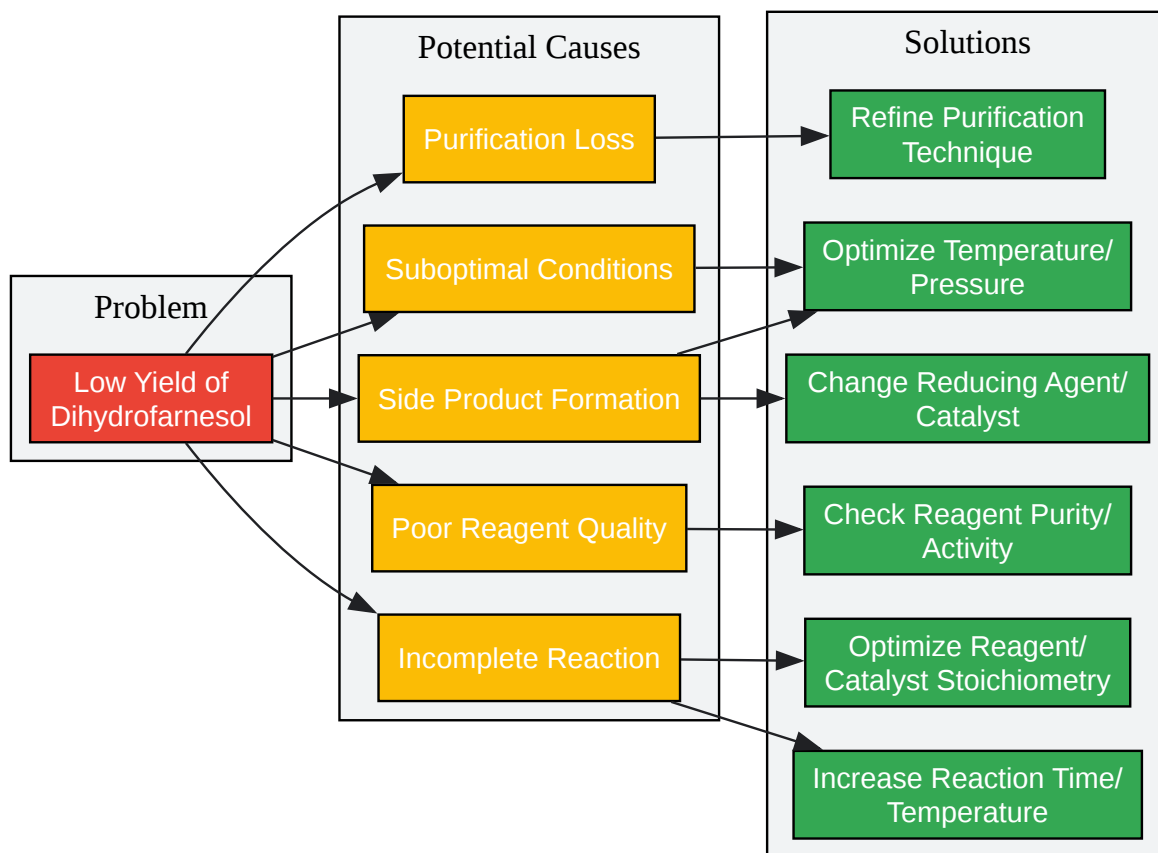 Problem
Low Yield of
Dihydrofarnesol
Potential Causes
Purification Loss
Suboptimal Conditions
Side Product Formation
Poor Reagent Quality
Incomplete Reaction
Solutions
Refine Purification
Technique
Optimize Temperature/
Pressure
Change Reducing Agent/
Catalyst
Check Reagent Purity/
Activity
Optimize Reagent/
Catalyst Stoichiometry
Increase Reaction Time/
Temperature